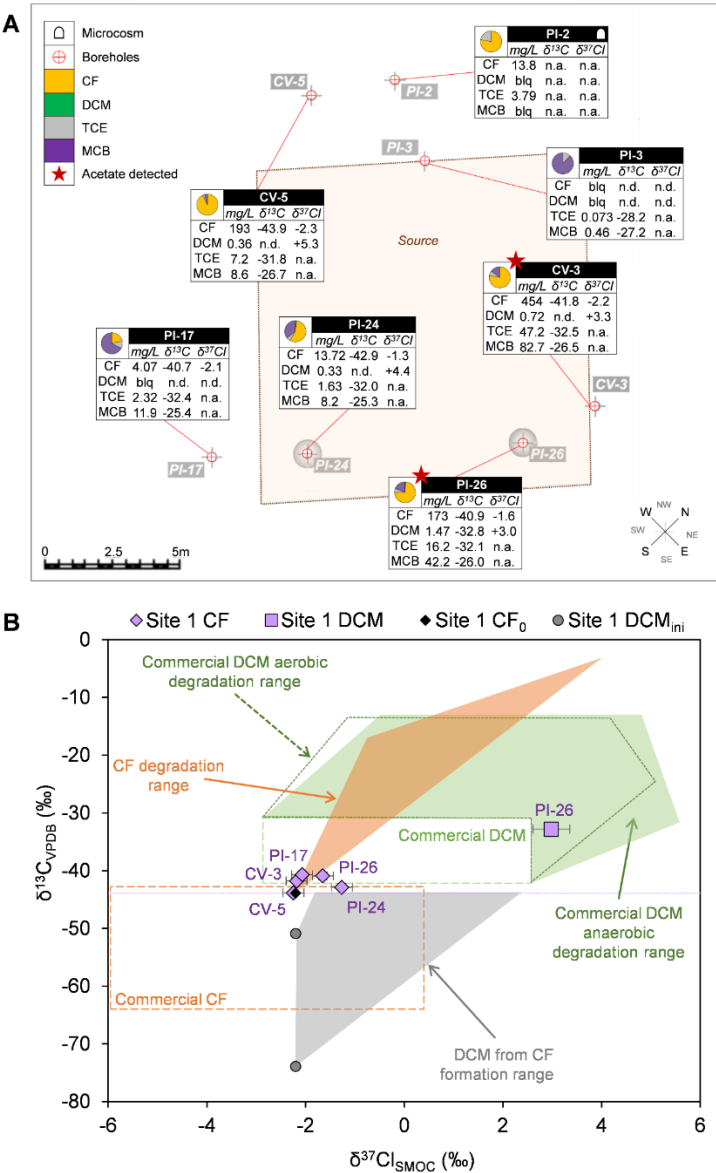 A
Microcosm
Boreholes
CF
DCM
TCE
MCB
Acetate detected
PI-2
mg/L δ¹³C δ³⁷Cl
CF 13.8 n.a. n.a.
DCM blq n.a. n.a.
TCE 3.79 n.a. n.a.
MCB blq n.a. n.a.
CV-5
PI-2
PI-3
PI-3
mg/L δ¹³C δ³⁷Cl
CF blq n.d. n.d.
DCM blq n.d. n.d.
TCE 0.073 -28.2 n.a.
MCB 0.46 -27.2 n.a.
CV-5
mg/L δ¹³C δ³⁷Cl
CF 193 -43.9 -2.3
DCM 0.36 n.d. +5.3
TCE 7.2 -31.8 n.a.
MCB 8.6 -26.7 n.a.
Source
CV-3
mg/L δ¹³C δ³⁷Cl
CF 454 -41.8 -2.2
DCM 0.72 n.d. +3.3
TCE 47.2 -32.5 n.a.
MCB 82.7 -26.5 n.a.
PI-17
mg/L δ¹³C δ³⁷Cl
CF 4.07 -40.7 -2.1
DCM blq n.d. n.d.
TCE 2.32 -32.4 n.a.
MCB 11.9 -25.4 n.a.
PI-24
mg/L δ¹³C δ³⁷Cl
CF 13.72 -42.9 -1.3
DCM 0.33 n.d. +4.4
TCE 1.63 -32.0 n.a.
MCB 8.2 -25.3 n.a.
CV-3
PI-17
PI-24
PI-26
PI-26
mg/L δ¹³C δ³⁷Cl
CF 173 -40.9 -1.6
DCM 1.47 -32.8 +3.0
TCE 16.2 -32.1 n.a.
MCB 42.2 -26.0 n.a.
0 2.5 5m
NW
W N
SW NE
S E
SE
B
Site 1 CF Site 1 DCM Site 1 CF₀ Site 1 DCMᵢₙᵢ
0
-10
-20
-30
-40
-50
-60
-70
-80
δ¹³C_VPDB (‰)
Commercial DCM aerobic
degradation range
CF degradation
range
PI-26
Commercial DCM
PI-17
CV-3
PI-26
CV-5
PI-24
Commercial DCM
anaerobic
degradation range
Commercial CF
DCM from CF
formation range
-6 -4 -2 0 2 4 6
δ³⁷Cl_SMOC (‰)